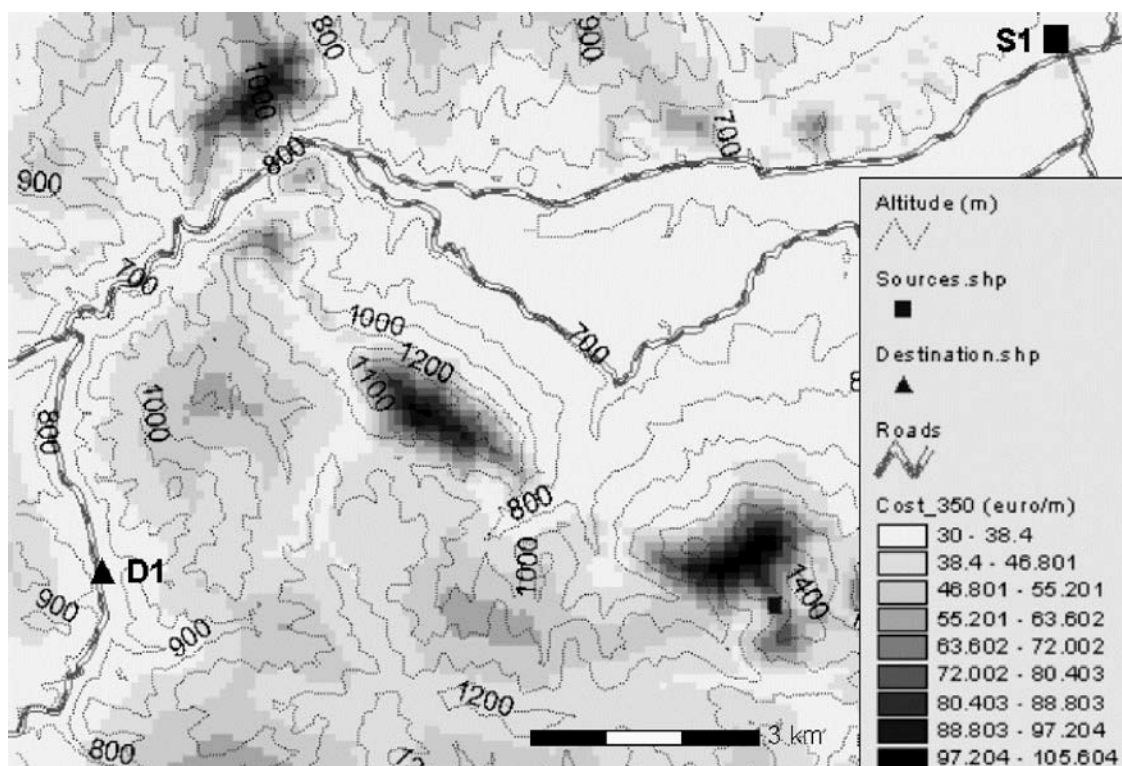 800
900
S1
1000
700
800
900
700
1000
700
1200
1100
1000
800
800
1000
D1
1400
900
900
1200
3 km
800
Altitude (m)
Sources.shp
Destination.shp
Roads
Cost_350 (euro/m)
30 - 38.4
38.4 - 46.801
46.801 - 55.201
55.201 - 63.602
63.602 - 72.002
72.002 - 80.403
80.403 - 88.803
88.803 - 97.204
97.204 - 105.604